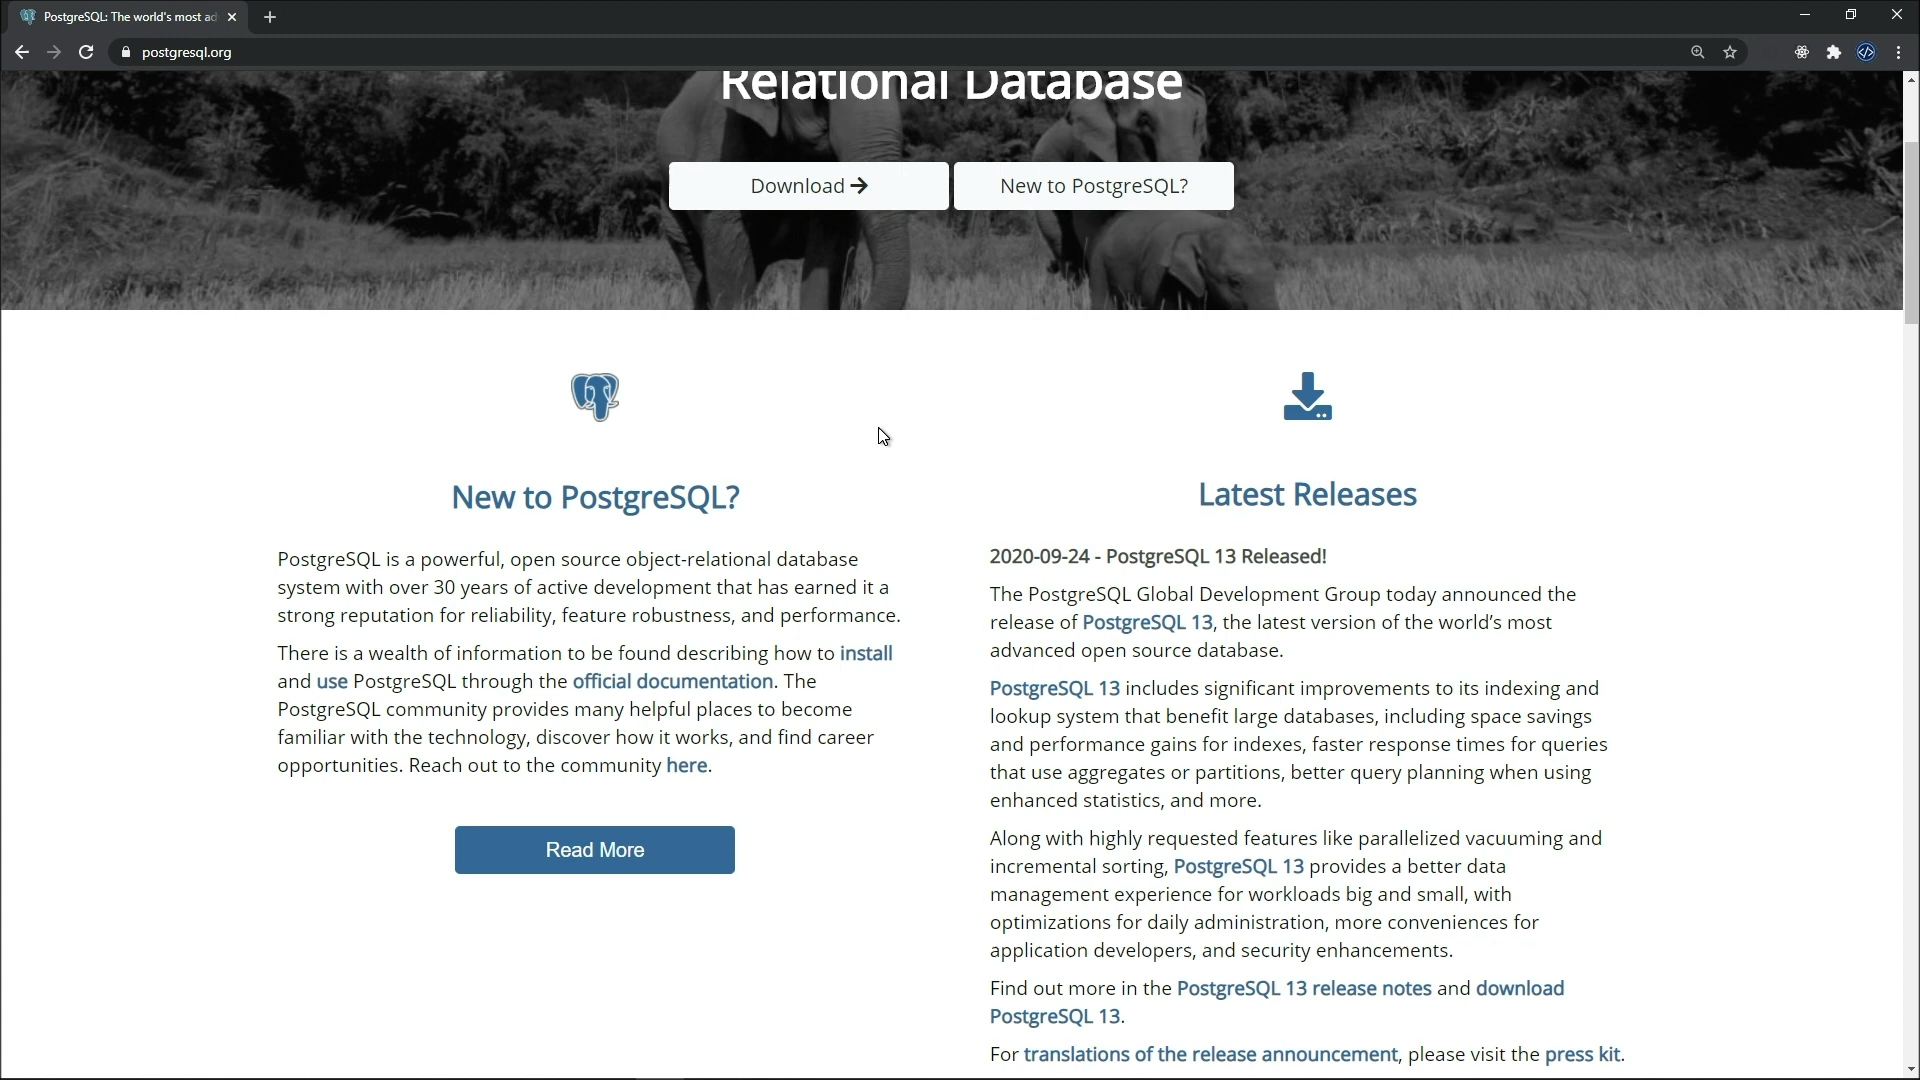 PostgreSQL: The world's most ad
postgresql.org
Relational Database
Download
New to PostgreSQL?
New to PostgreSQL?
PostgreSQL is a powerful, open source object-relational database
system with over 30 years of active development that has earned it a
strong reputation for reliability, feature robustness, and performance.
There is a wealth of information to be found describing how to install
and use PostgreSQL through the official documentation. The
PostgreSQL community provides many helpful places to become
familiar with the technology, discover how it works, and find career
opportunities. Reach out to the community here.
Read More
Latest Releases
2020-09-24 - PostgreSQL 13 Released!
The PostgreSQL Global Development Group today announced the
release of PostgreSQL 13, the latest version of the world’s most
advanced open source database.
PostgreSQL 13 includes significant improvements to its indexing and
lookup system that benefit large databases, including space savings
and performance gains for indexes, faster response times for queries
that use aggregates or partitions, better query planning when using
enhanced statistics, and more.
Along with highly requested features like parallelized vacuuming and
incremental sorting, PostgreSQL 13 provides a better data
management experience for workloads big and small, with
optimizations for daily administration, more conveniences for
application developers, and security enhancements.
Find out more in the PostgreSQL 13 release notes and download
PostgreSQL 13.
For translations of the release announcement, please visit the press kit.